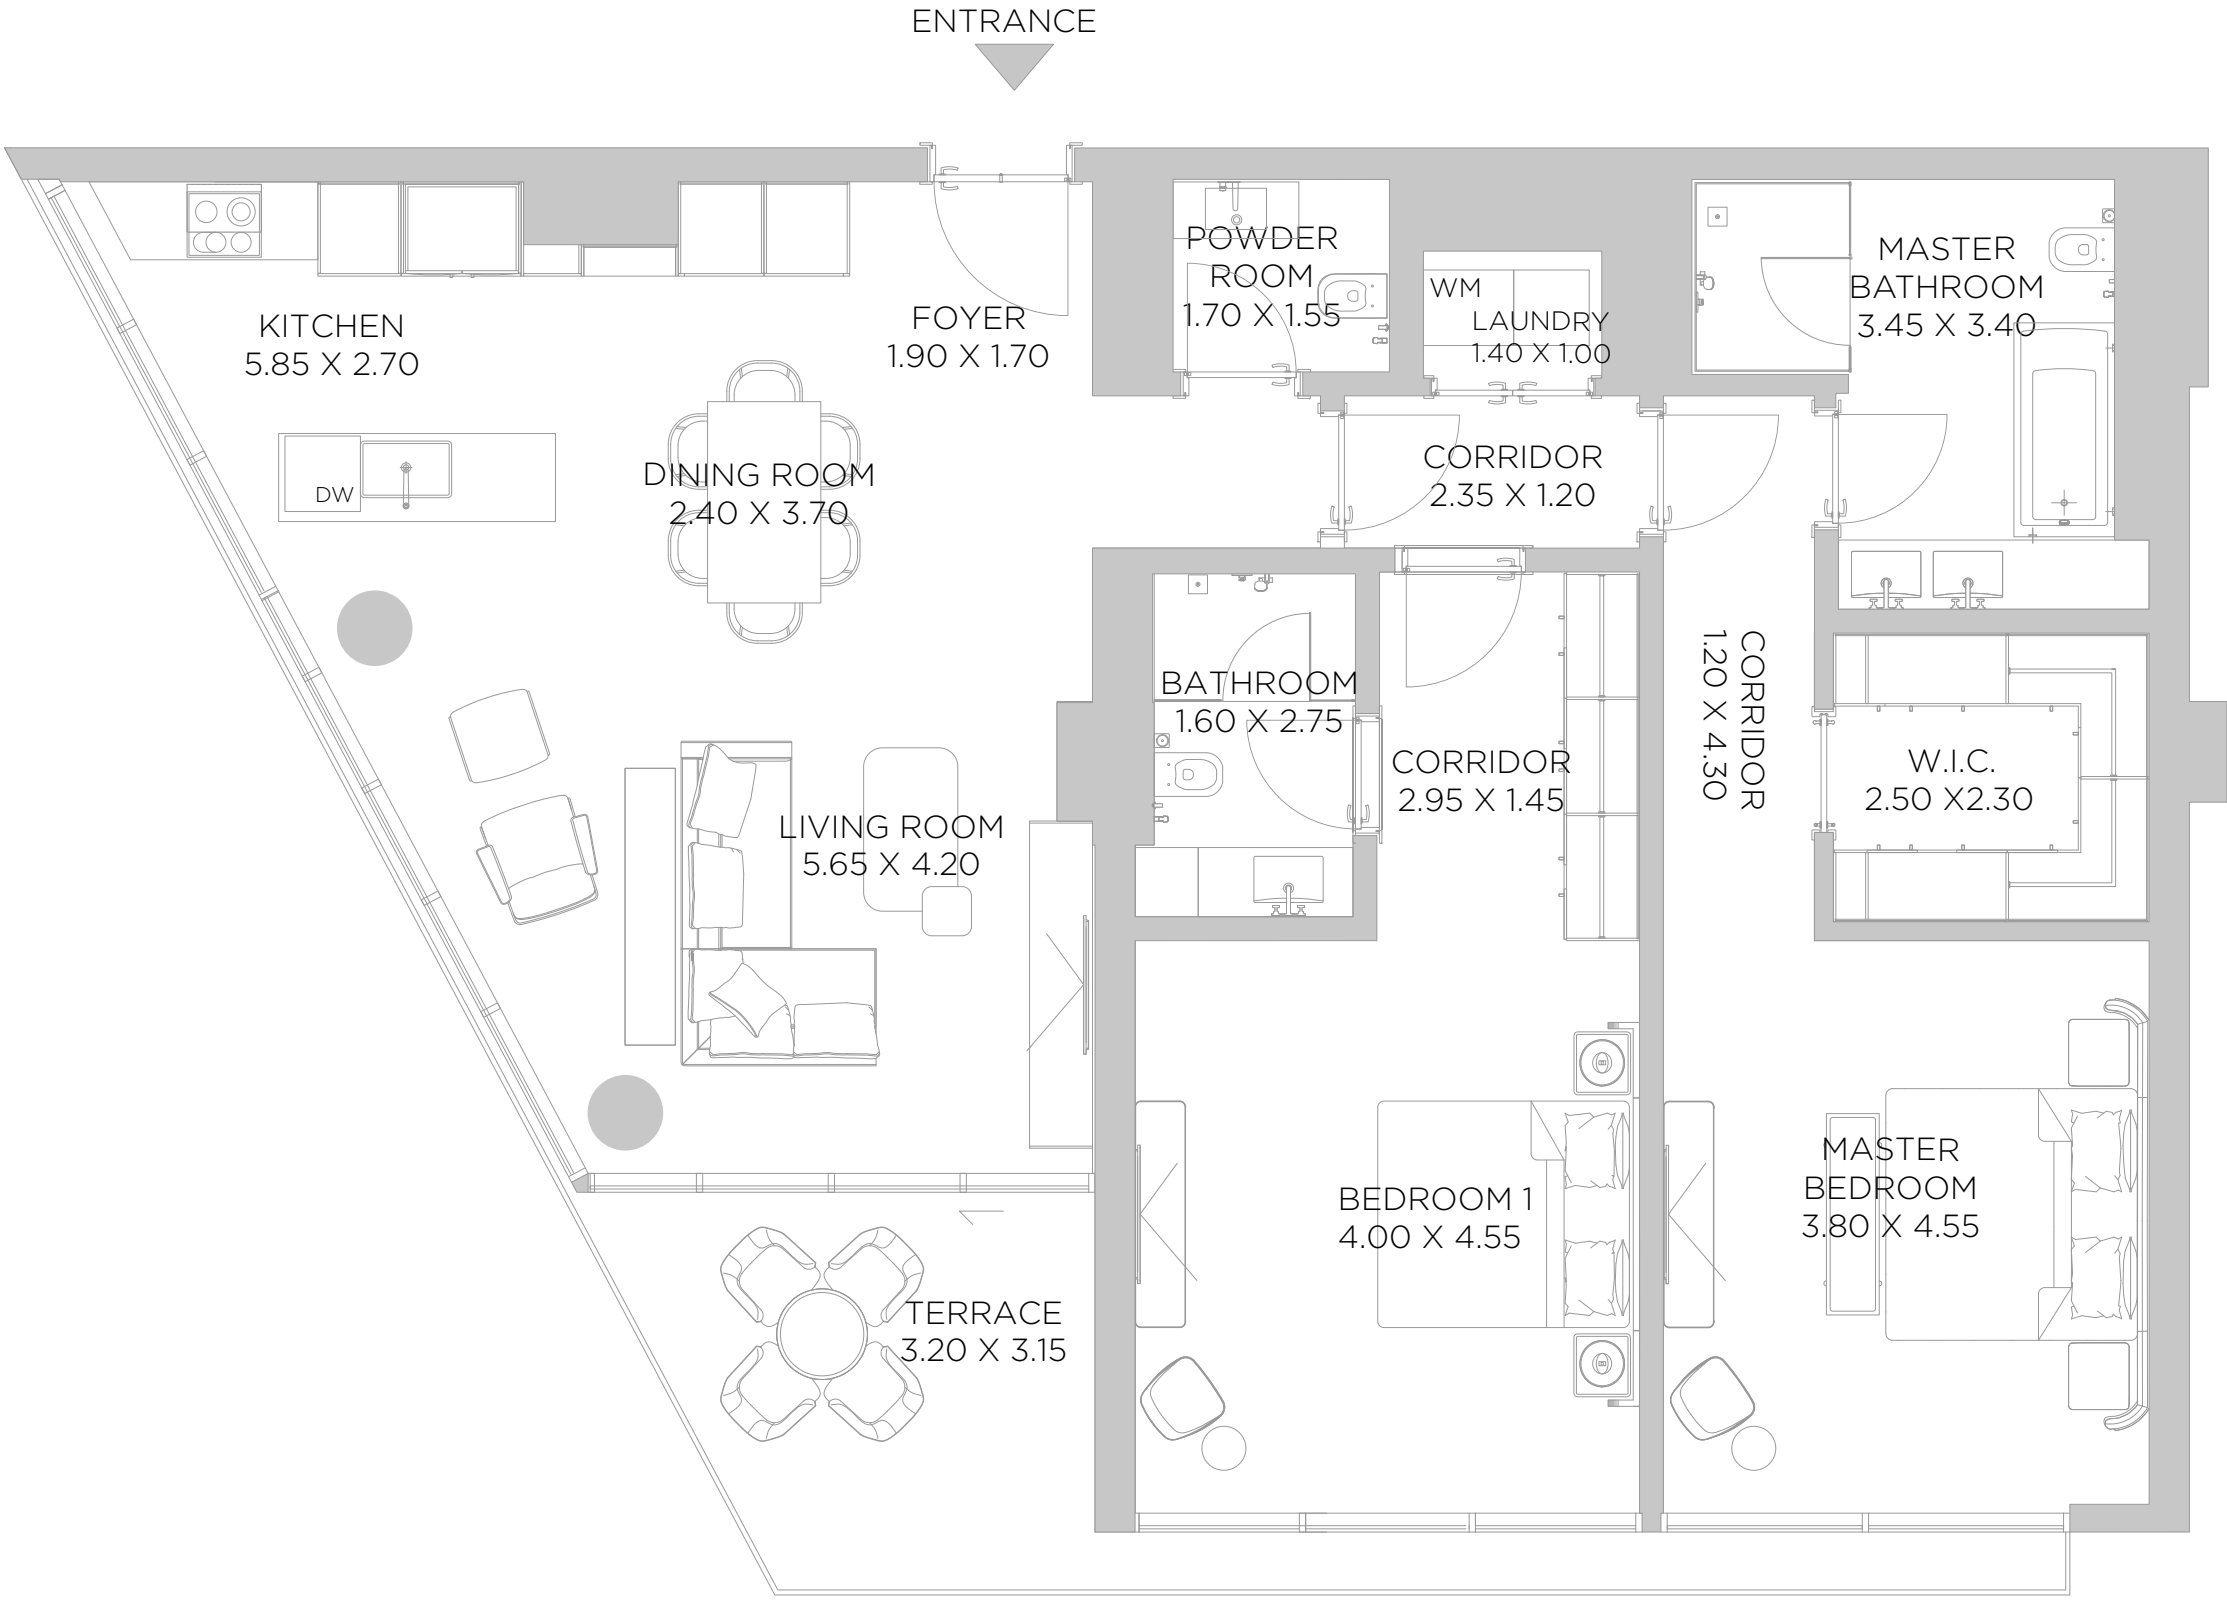 ENTRANCE
KITCHEN
5.85 X 2.70
FOYER
1.90 X 1.70
POWDER
ROOM
1.70 X 1.55
WM
LAUNDRY
1.40 X 1.00
MASTER
BATHROOM
3.45 X 3.40
DW
DINING ROOM
2.40 X 3.70
CORRIDOR
2.35 X 1.20
BATHROOM
1.60 X 2.75
CORRIDOR
2.95 X 1.45
CORRIDOR
1.20 X 4.30
W.I.C.
2.50 X2.30
LIVING ROOM
5.65 X 4.20
BEDROOM 1
4.00 X 4.55
MASTER
BEDROOM
3.80 X 4.55
TERRACE
3.20 X 3.15